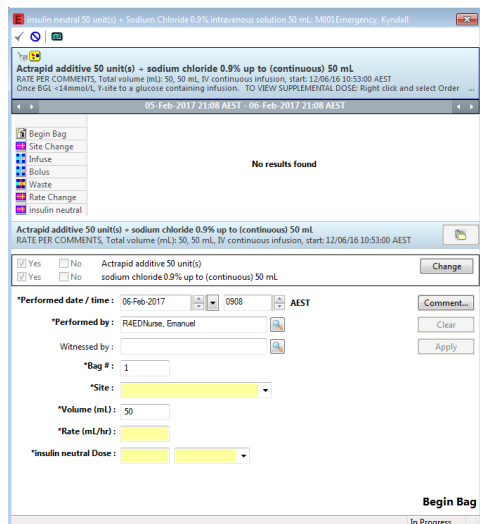 insulin neutral 50 unit(s) + Sodium Chloride 0.9% intravenous solution 50 mL: M001Emergency, Kyndall
Actrapid additive 50 unit(s) + sodium chloride 0.9% up to (continuous) 50 mL
RATE PER COMMENTS, Total volume (mL): 50, 50 mL, IV continuous infusion, start: 12/06/16 10:53:00 AEST
Once BGL <14mmol/L, Y-site to a glucose containing infusion. TO VIEW SUPPLEMENTAL DOSE: Right click and select Order ...
05-Feb-2017 21:08 AEST - 06-Feb-2017 21:08 AEST
Begin Bag
Site Change
Infuse
Bolus
Waste
Rate Change
insulin neutral
No results found
Actrapid additive 50 unit(s) + sodium chloride 0.9% up to (continuous) 50 mL
RATE PER COMMENTS, Total volume (mL): 50, 50 mL, IV continuous infusion, start: 12/06/16 10:53:00 AEST
Yes No Actrapid additive 50 unit(s)
Yes No sodium chloride 0.9% up to (continuous) 50 mL
Change
*Performed date / time : 06-Feb-2017 0908 AEST Comment...
*Performed by : R4EDNurse, Emanuel Clear
Witnessed by : Apply
*Bag # : 1
*Site :
*Volume (mL) : 50
*Rate (mL/hr) :
*insulin neutral Dose :
Begin Bag
In Progress